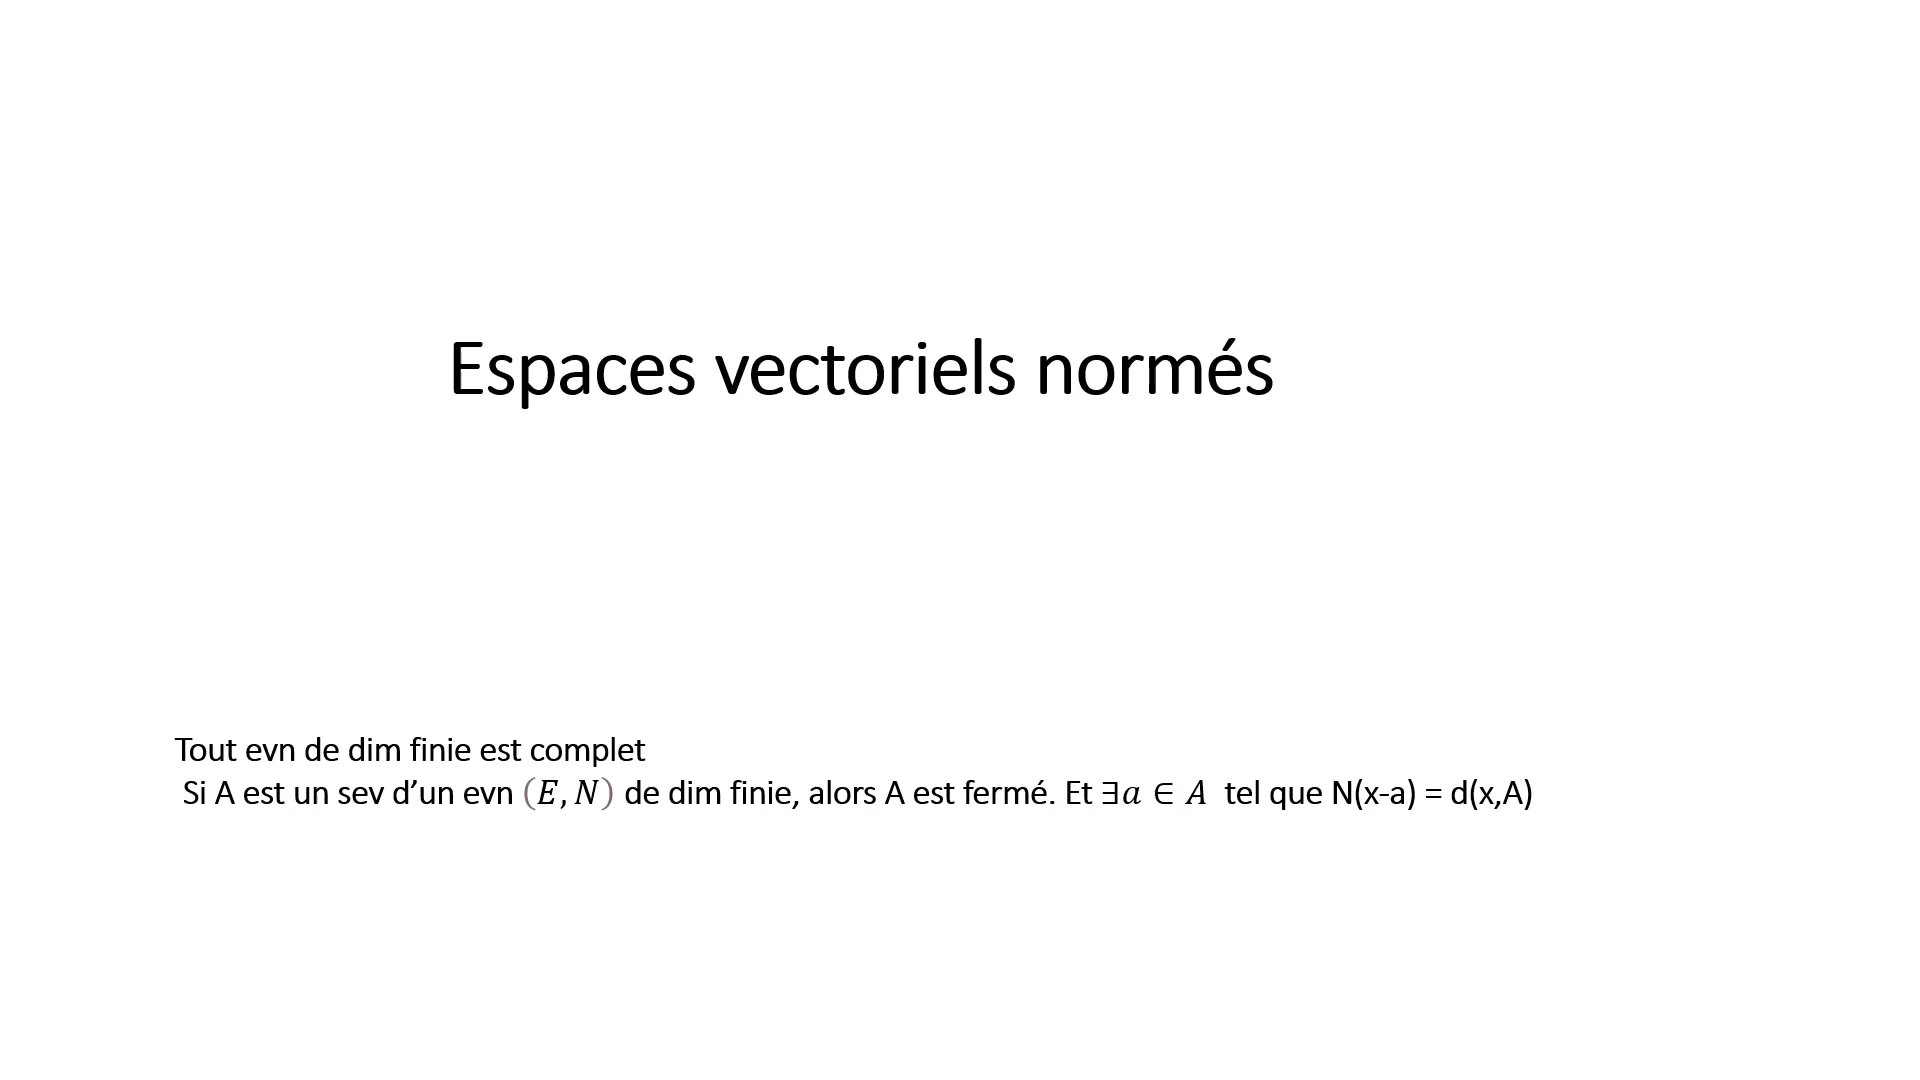 Espaces vectoriels normés
Tout evn de dim finie est complet
Si A est un sev d’un evn (E, N) de dim finie, alors A est fermé. Et ∃a ∈ A tel que N(x-a) = d(x,A)